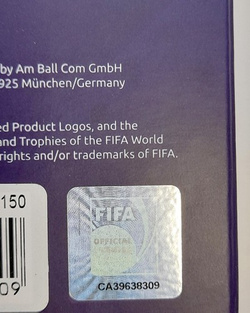 by Am Ball Com GmbH
925 München/Germany
ed Product Logos, and the
and Trophies of the FIFA World
rights and/or trademarks of FIFA.
150
09
FIFA
OFFICIAL
CA39638309